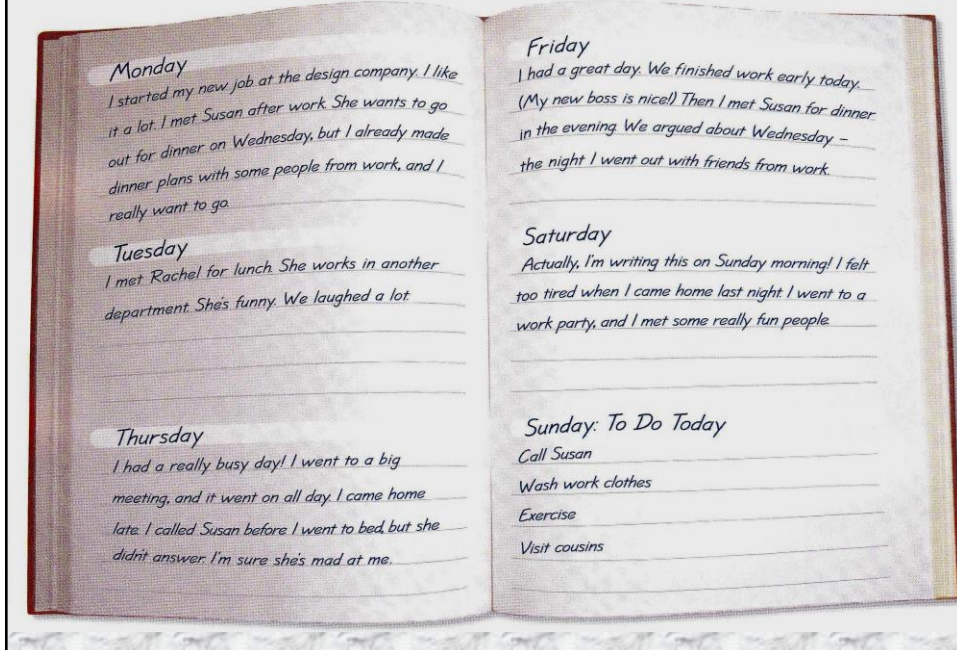 Monday
I started my new job at the design company. I like
it a lot. I met Susan after work. She wants to go
out for dinner on Wednesday, but I already made
dinner plans with some people from work, and I
really want to go.
Tuesday
I met Rachel for lunch. She works in another
department. She's funny. We laughed a lot.
Thursday
I had a really busy day! I went to a big
meeting, and it went on all day. I came home
late. I called Susan before I went to bed, but she
didn't answer. I'm sure she's mad at me.
Friday
I had a great day. We finished work early today.
(My new boss is nice!) Then I met Susan for dinner
in the evening. We argued about Wednesday –
the night I went out with friends from work.
Saturday
Actually, I'm writing this on Sunday morning! I felt
too tired when I came home last night. I went to a
work party, and I met some really fun people.
Sunday: To Do Today
Call Susan
Wash work clothes
Exercise
Visit cousins